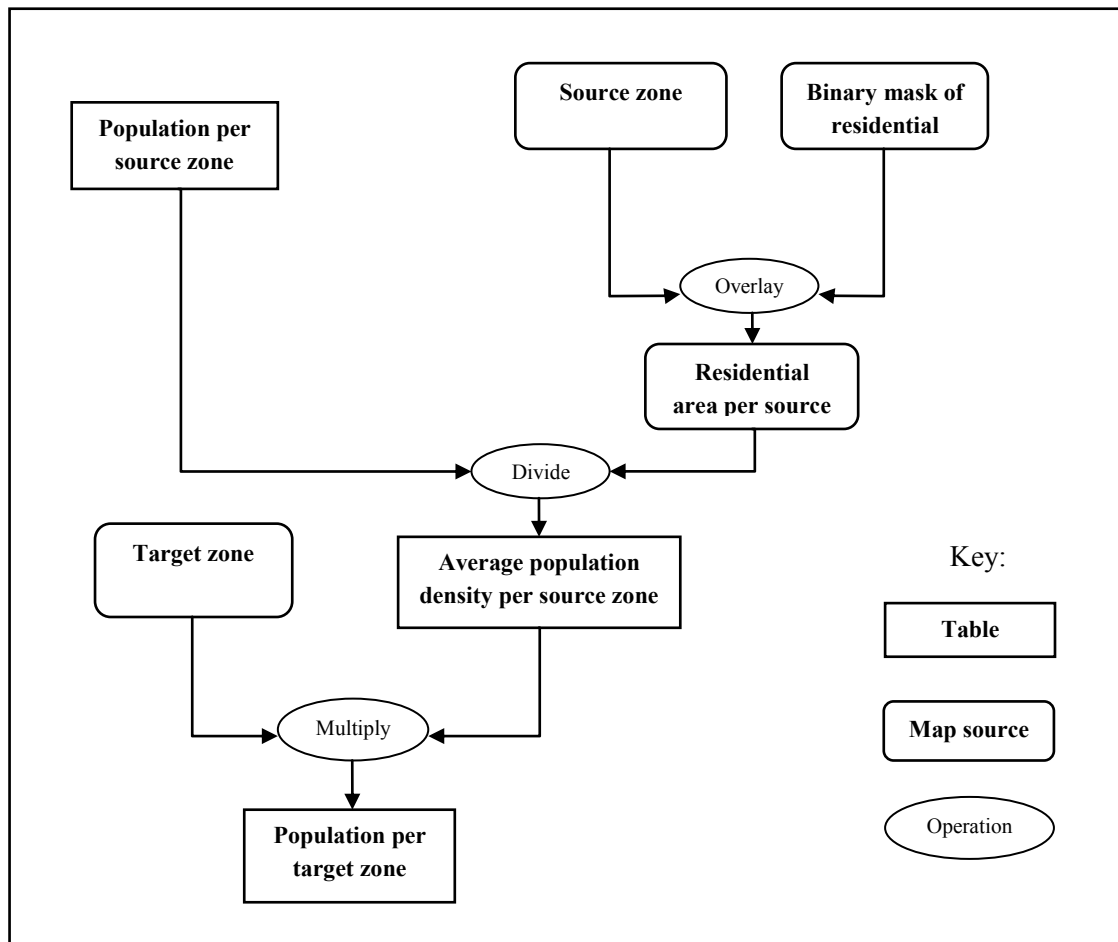 Source zone
Binary mask of
residential
Population per
source zone
Overlay
Residential
area per source
Divide
Target zone
Average population
density per source zone
Key:
Table
Multiply
Map source
Population per
target zone
Operation